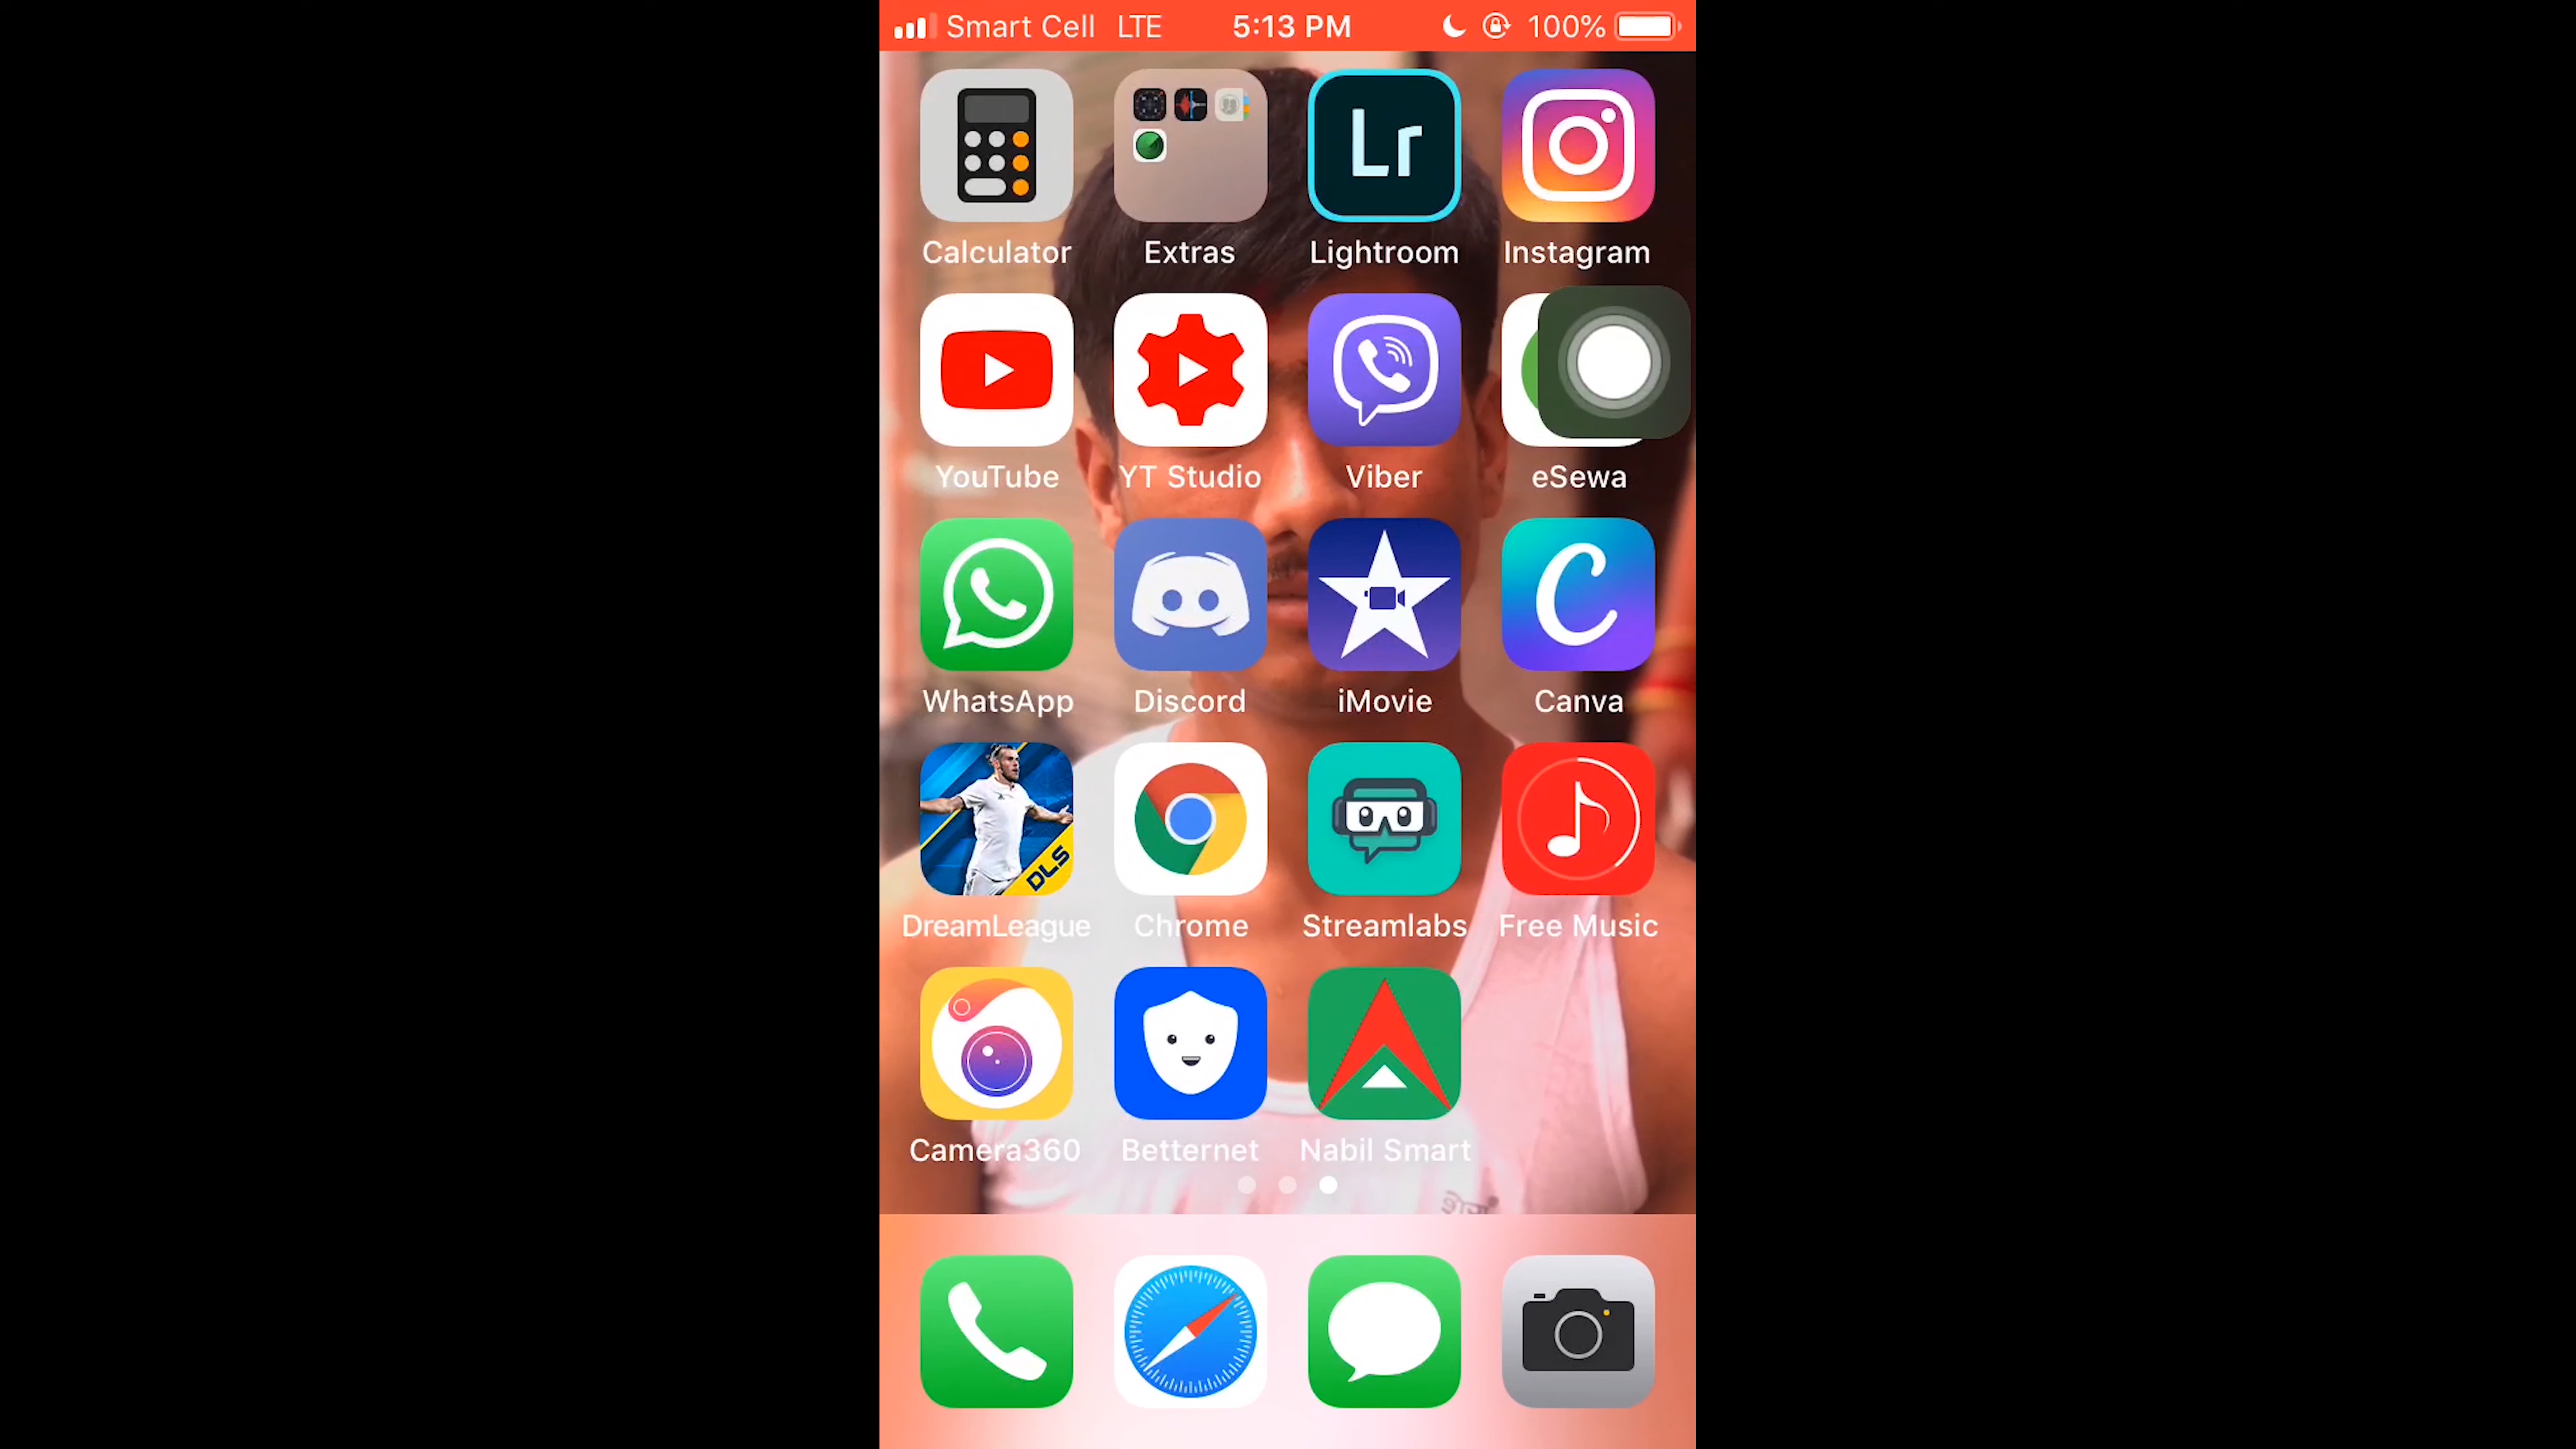 Smart Cell LTE 5:13 PM 100%
Lr
Calculator Extras Lightroom Instagram
YouTube YT Studio Viber eSewa
WhatsApp Discord iMovie Canva
DLS
DreamLeague Chrome Streamlabs Free Music
Camera360 Betternet Nabil Smart